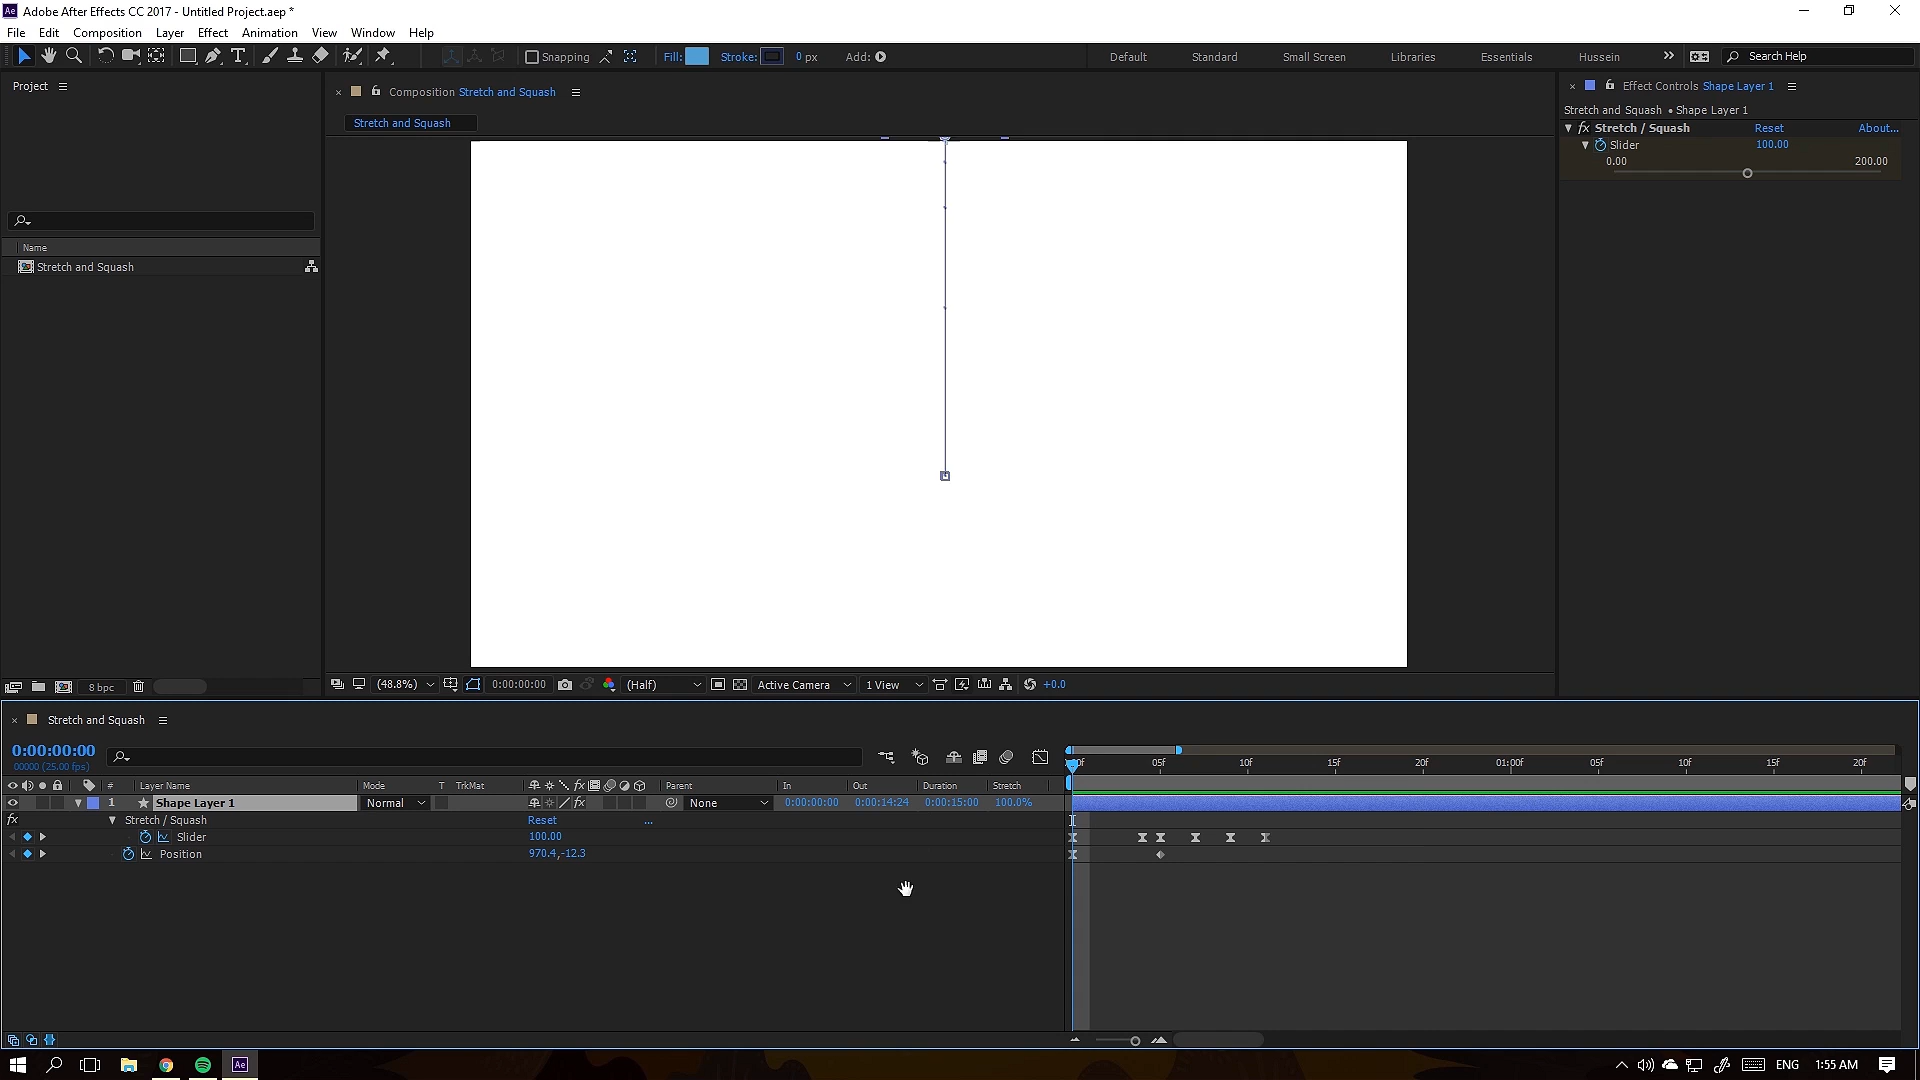 Ae Adobe After Effects CC 2017 - Untitled Project.aep *
File Edit Composition Layer Effect Animation View Window Help
T Snapping Fill: Stroke: 0 px Add: Default Standard Small Screen Libraries Essentials Hussein Search Help
Project
Composition Stretch and Squash
Stretch and Squash
Effect Controls Shape Layer 1
Stretch and Squash • Shape Layer 1
fx Stretch / Squash Reset About...
Slider 100.00
0.00 200.00
Name
Stretch and Squash
8 bpc
(48.8%) 0:00:00:00 (Half) Active Camera 1 View +0.0
Stretch and Squash
0:00:00:00
00000 (25.00 fps)
05f 10f 15f 20f 01:00f 05f 10f 15f 20f
# Layer Name Mode T TrkMat fx Parent In Out Duration Stretch
1 Shape Layer 1 Normal fx None 0:00:00:00 0:00:14:24 0:00:15:00 100.0%
fx Stretch / Squash Reset ...
Slider 100.00
Position 970.4,-12.3
Ae ENG 1:55 AM